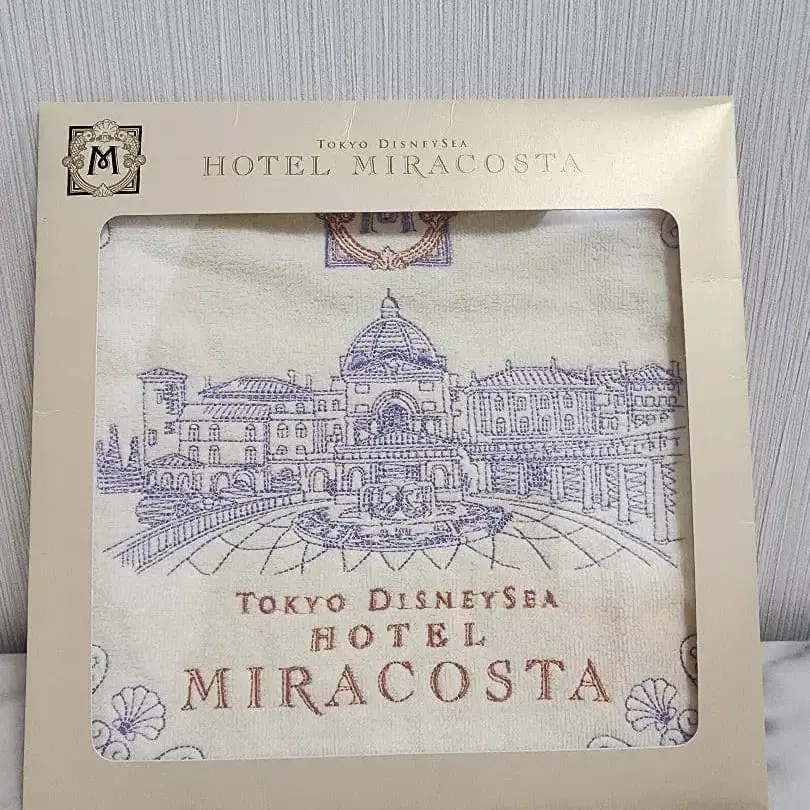 M
TOKYO DISNEYSEA
HOTEL MIRACOSTA
M
TOKYO DISNEYSEA
HOTEL
MIRACOSTA